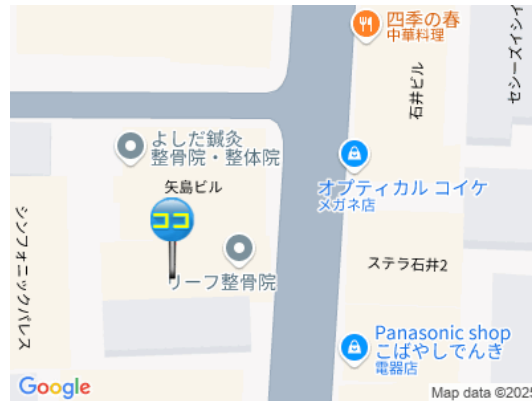 四季の春
中華料理
セシーズイシイ
石井ビル
よしだ鍼灸
整骨院・整体院
オプティカル コイケ
メガネ店
矢島ビル
ココ
シンフォニックパレス
リーフ整骨院
ステラ石井2
Panasonic shop
こばやしでんき
電器店
Google
Map data ©2025